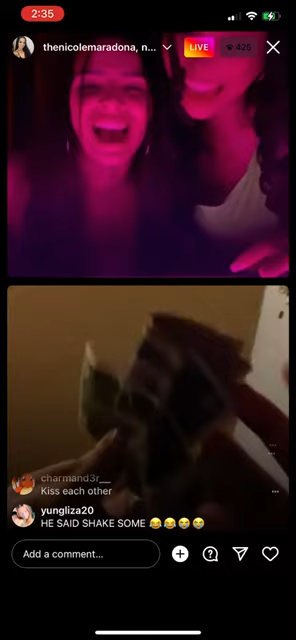 2:35
thenicolemaradona, n...
LIVE
426
charmand3r__
Kiss each other
yungliza20
HE SAID SHAKE SOME 😂😂😭😭
Add a comment...